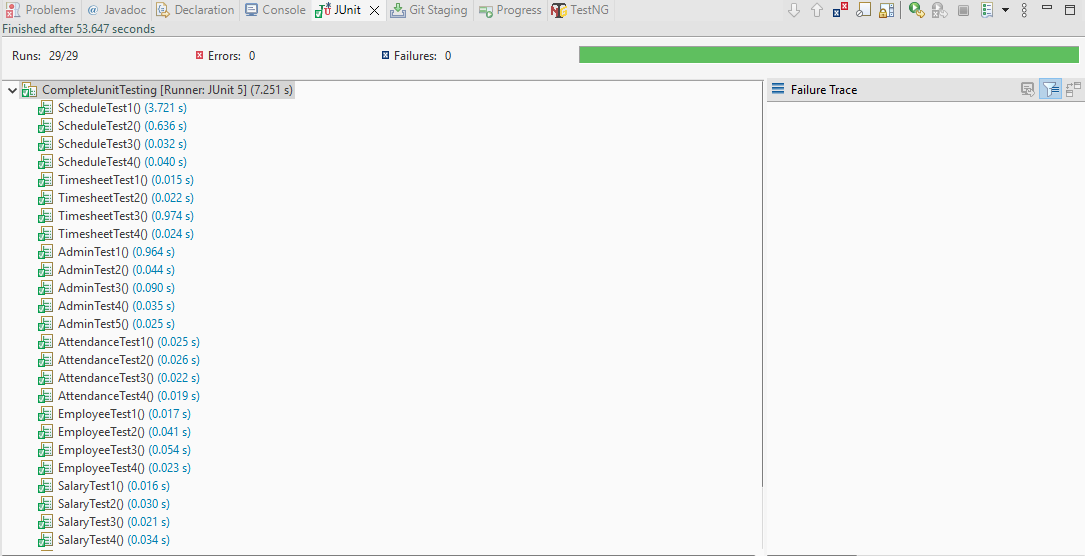 Problems @ Javadoc Declaration Console JUnit Git Staging Progress TestNG
Finished after 53.647 seconds
Runs: 29/29 Errors: 0 Failures: 0
CompleteJunitTesting [Runner: JUnit 5] (7.251 s)
Failure Trace
ScheduleTest1() (3.721 s)
ScheduleTest2() (0.636 s)
ScheduleTest3() (0.032 s)
ScheduleTest4() (0.040 s)
TimesheetTest1() (0.015 s)
TimesheetTest2() (0.022 s)
TimesheetTest3() (0.974 s)
TimesheetTest4() (0.024 s)
AdminTest1() (0.964 s)
AdminTest2() (0.044 s)
AdminTest3() (0.090 s)
AdminTest4() (0.035 s)
AdminTest5() (0.025 s)
AttendanceTest1() (0.025 s)
AttendanceTest2() (0.026 s)
AttendanceTest3() (0.022 s)
AttendanceTest4() (0.019 s)
EmployeeTest1() (0.017 s)
EmployeeTest2() (0.041 s)
EmployeeTest3() (0.054 s)
EmployeeTest4() (0.023 s)
SalaryTest1() (0.016 s)
SalaryTest2() (0.030 s)
SalaryTest3() (0.021 s)
SalaryTest4() (0.034 s)